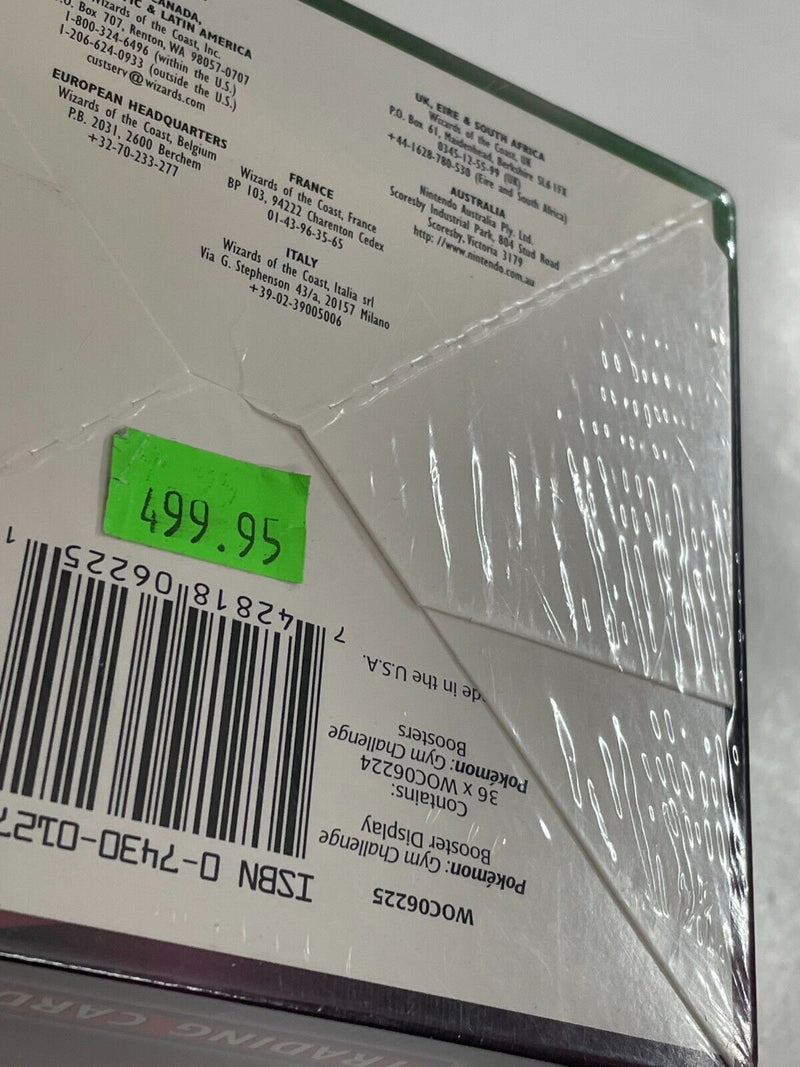 CANADA,
& LATIN AMERICA
Wizards of the Coast, Inc.
Box 707, Renton, WA 98057-0707
1-800-324-6496 (within the U.S.)
1-206-624-0933 (outside the U.S.)
custserv@wizards.com
EUROPEAN HEADQUARTERS
Wizards of the Coast, Belgium
P.B. 2031, 2600 Berchem
+32-70-233-277
FRANCE
Wizards of the Coast, France
BP 103, 94222 Charenton Cedex
01-43-96-35-65
ITALY
Wizards of the Coast, Italia srl
Via G. Stephenson 43/a, 20157 Milano
+39-02-39005006
UK, EIRE & SOUTH AFRICA
Wizards of the Coast, UK
P.O. Box 61, Maidenhead, Berkshire SL6 1FX
0345-12-55-99 (UK)
+44-1628-780-530 (Eire and South Africa)
AUSTRALIA
Nintendo Australia Pty. Ltd.
Scoresby Industrial Park, 804 Stud Road
Scoresby, Victoria 3179
http://www.nintendo.com.au
499.95
WOC06225
Pokémon: Gym Challenge
Booster Display
Contains:
36 x WOC06224
Pokémon: Gym Challenge
Boosters
de in the U.S.A.
ISBN 0-7430-0127
7 42818 06225 1
TRADING CARD